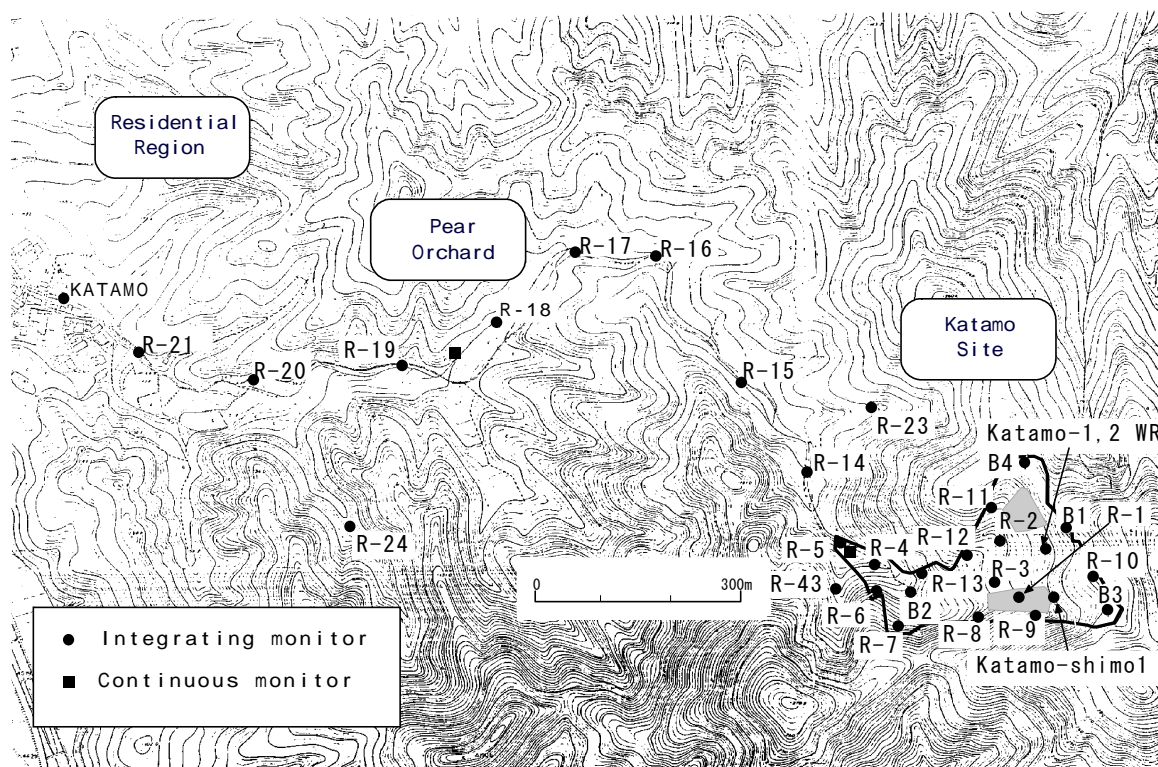 Residential
Region
Pear
Orchard
R-17
R-16
KATAMO
R-18
Katamo
Site
R-21
R-19
R-20
R-15
R-23
Katamo-1,2 WR
B4
R-14
R-11
B1
R-1
R-24
R-2
R-12
R-5
R-4
R-10
R-3
0
300m
R-43
R-13
B3
R-6
B2
R-8
R-9
R-7
Katamo-shimo1
Integrating monitor
Continuous monitor